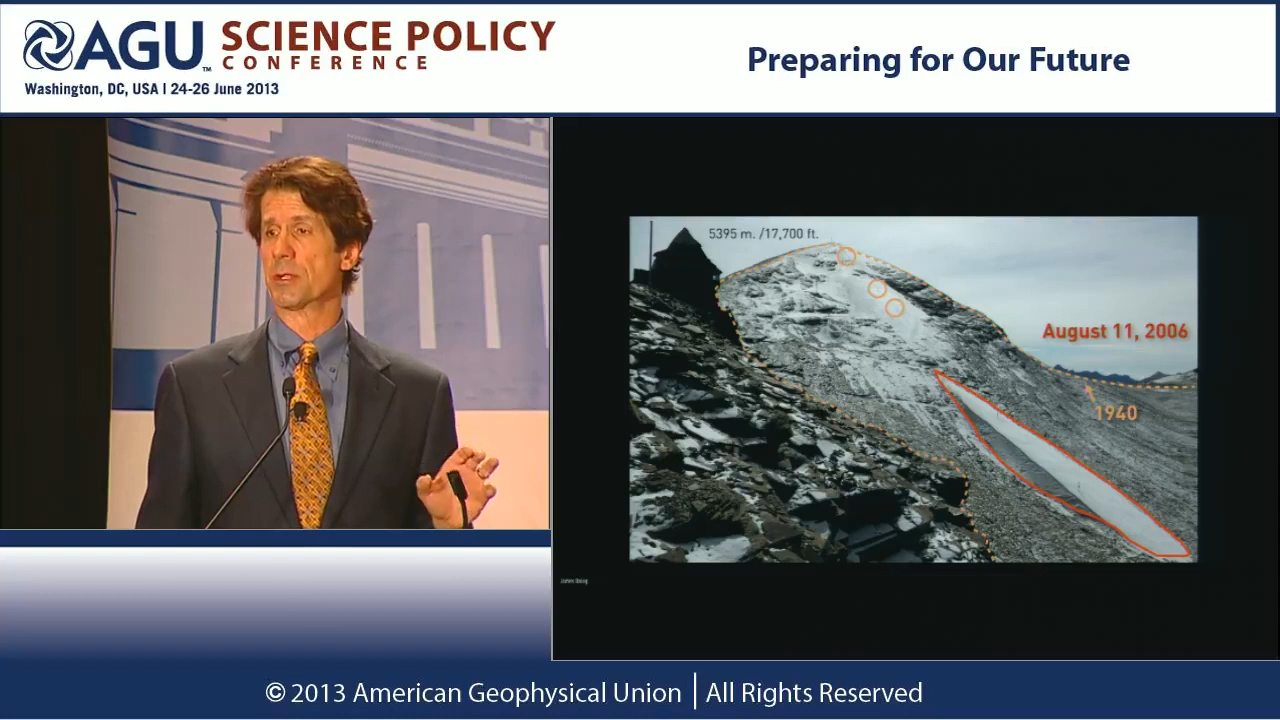 AGU
TM
SCIENCE POLICY
CONFERENCE
Washington, DC, USA | 24-26 June 2013
Preparing for Our Future
5395 m. /17,700 ft.
August 11, 2006
1940
© 2013 American Geophysical Union | All Rights Reserved